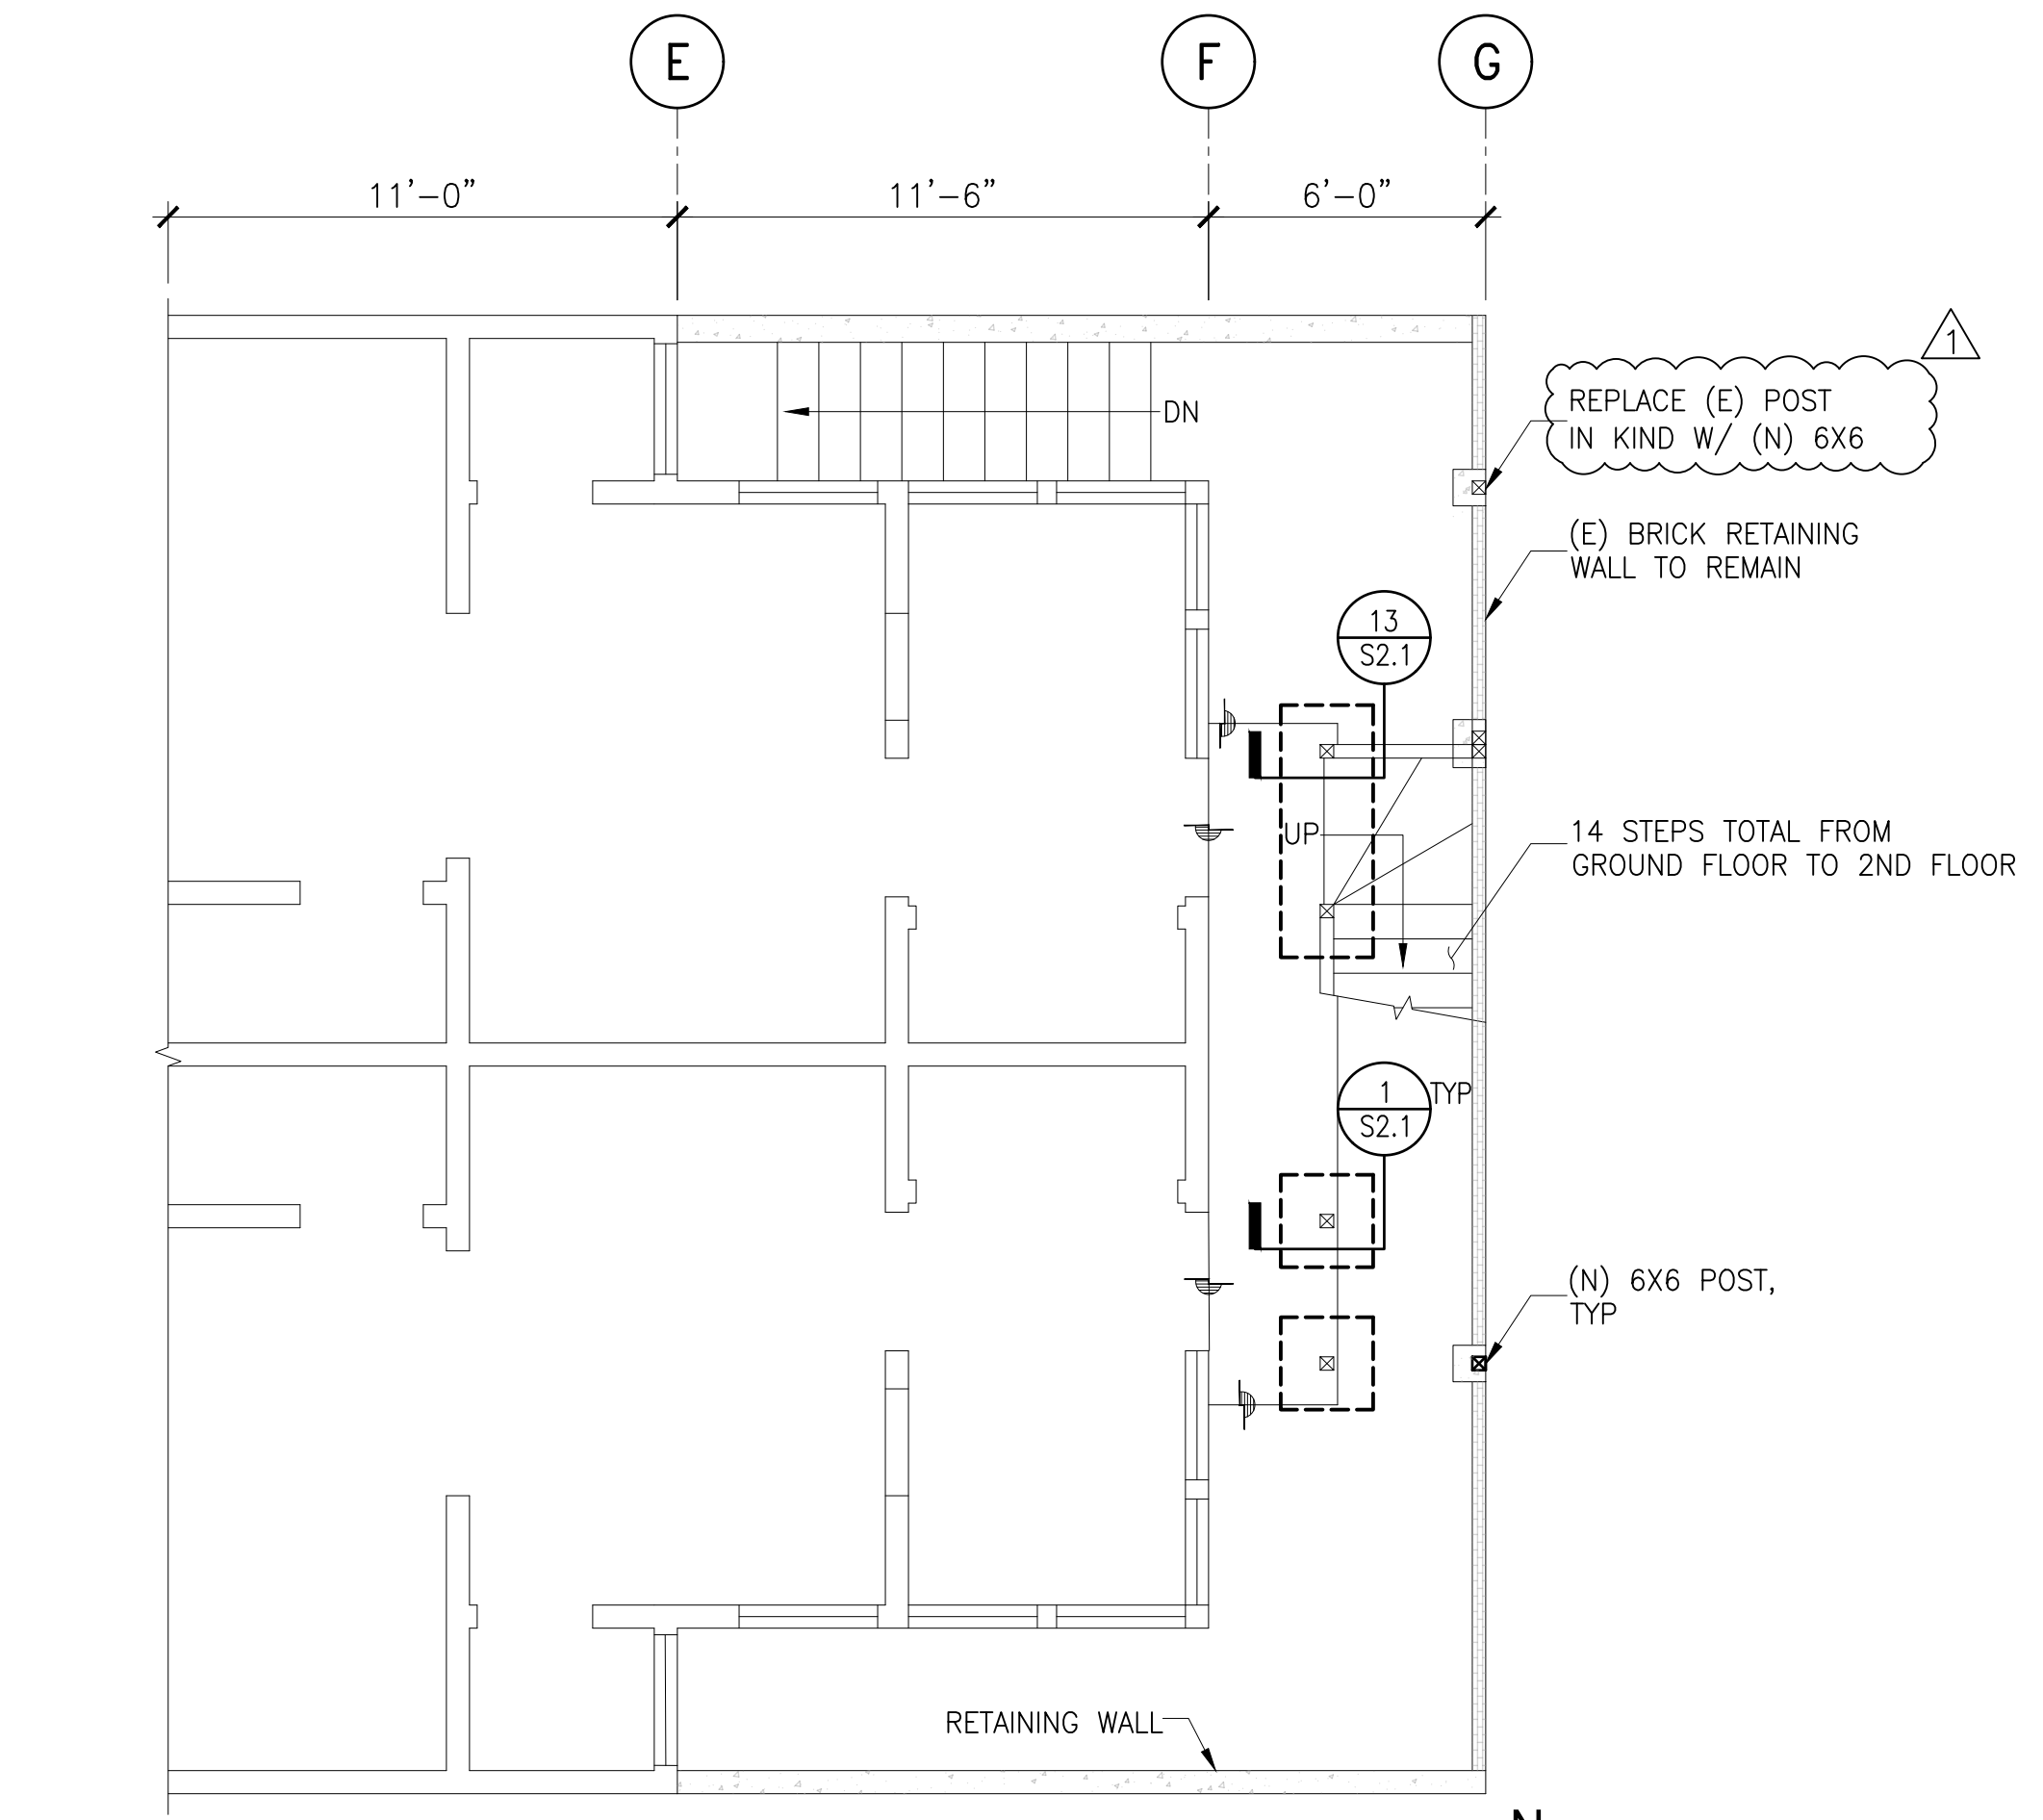 E
F
G
11'-0"
11'-6"
6'-0"
1
REPLACE (E) POST
IN KIND W/ (N) 6X6
DN
(E) BRICK RETAINING
WALL TO REMAIN
13
S2.1
UP
14 STEPS TOTAL FROM
GROUND FLOOR TO 2ND FLOOR
1
TYP
S2.1
(N) 6X6 POST,
TYP
RETAINING WALL
N